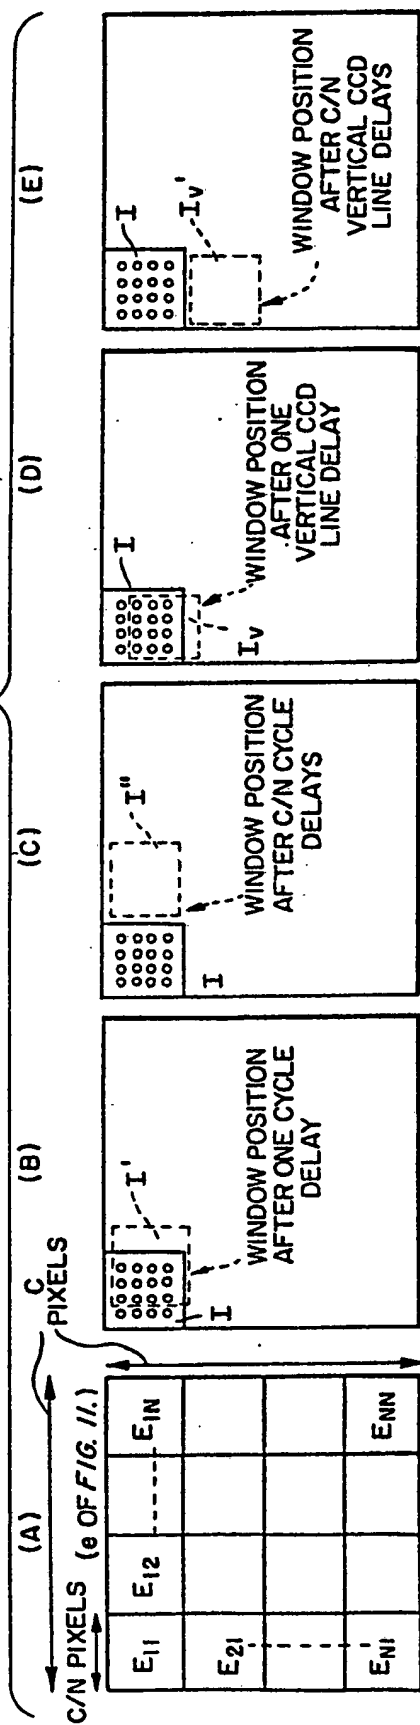 (A)
C
PIXELS
C/N PIXELS (e OF FIG. 11.)
E11 E12 E1N
E21
EN1 ENN
(B)
I'
I
WINDOW POSITION
AFTER ONE CYCLE
DELAY
(C)
I"
I
WINDOW POSITION
AFTER C/N CYCLE
DELAYS
(D)
I
IV
WINDOW POSITION
AFTER ONE
VERTICAL CCD
LINE DELAY
(E)
I
IV'
WINDOW POSITION
AFTER C/N
VERTICAL CCD
LINE DELAYS